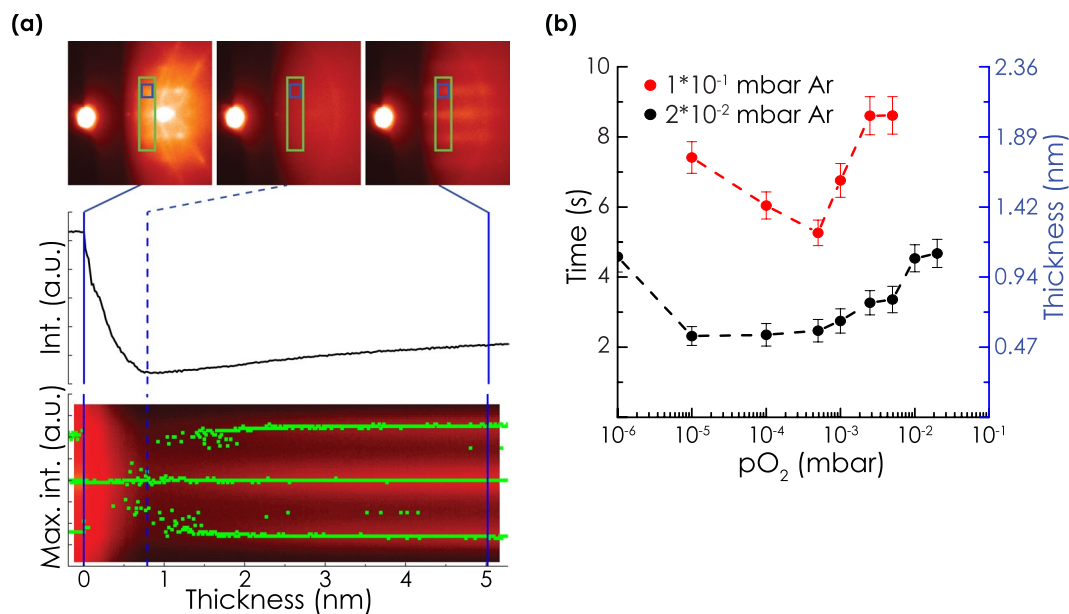 (a)
Int. (a.u.)
Max. int. (a.u.)
0 1 2 3 4 5
Thickness (nm)
(b)
1*10⁻¹ mbar Ar
2*10⁻² mbar Ar
Time (s)
10
8
6
4
2
10⁻⁶ 10⁻⁵ 10⁻⁴ 10⁻³ 10⁻² 10⁻¹
pO₂ (mbar)
2.36
1.89
1.42
0.94
0.47
Thickness (nm)